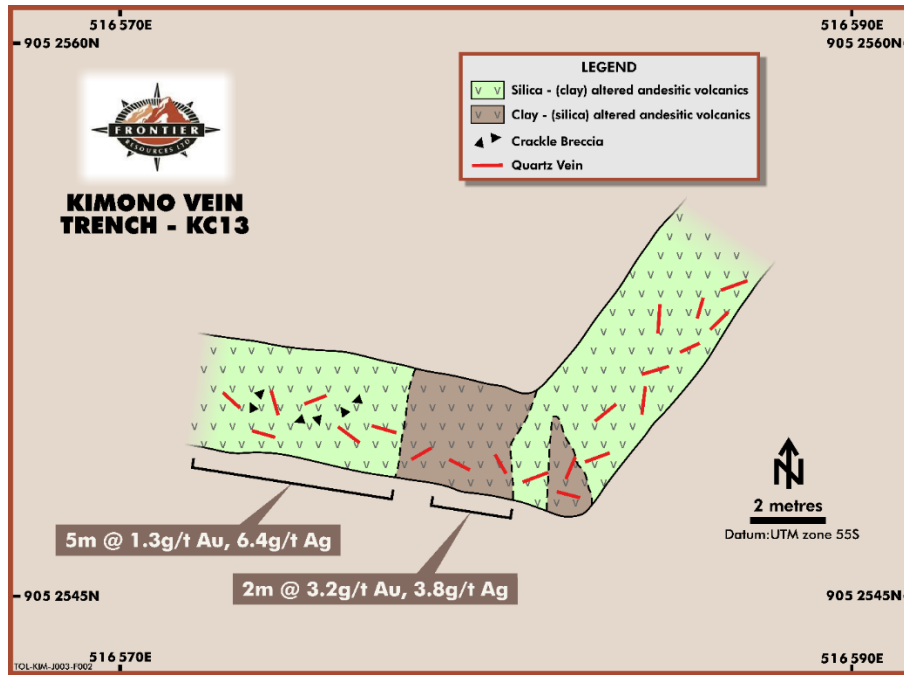 516 570E
516 590E
905 2560N
905 2560N
FRONTIER
RESOURCES LTD
KIMONO VEIN
TRENCH - KC13
LEGEND
V V Silica - (clay) altered andesitic volcanics
V V Clay - (silica) altered andesitic volcanics
Crackle Breccia
Quartz Vein
N
2 metres
Datum:UTM zone 55S
5m @ 1.3g/t Au, 6.4g/t Ag
2m @ 3.2g/t Au, 3.8g/t Ag
905 2545N
905 2545N
516 570E
516 590E
TOL-KIM-J003-F002